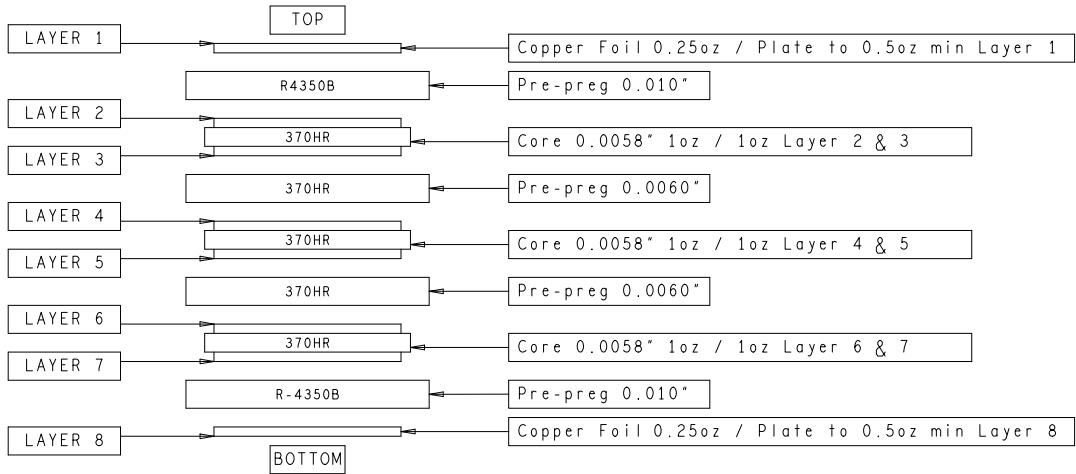 TOP
LAYER 1
Copper Foil 0.25oz / Plate to 0.5oz min Layer 1
R4350B
Pre-preg 0.010"
LAYER 2
370HR
Core 0.0058" 1oz / 1oz Layer 2 & 3
LAYER 3
370HR
Pre-preg 0.0060"
LAYER 4
370HR
Core 0.0058" 1oz / 1oz Layer 4 & 5
LAYER 5
370HR
Pre-preg 0.0060"
LAYER 6
370HR
Core 0.0058" 1oz / 1oz Layer 6 & 7
LAYER 7
R-4350B
Pre-preg 0.010"
LAYER 8
Copper Foil 0.25oz / Plate to 0.5oz min Layer 8
BOTTOM